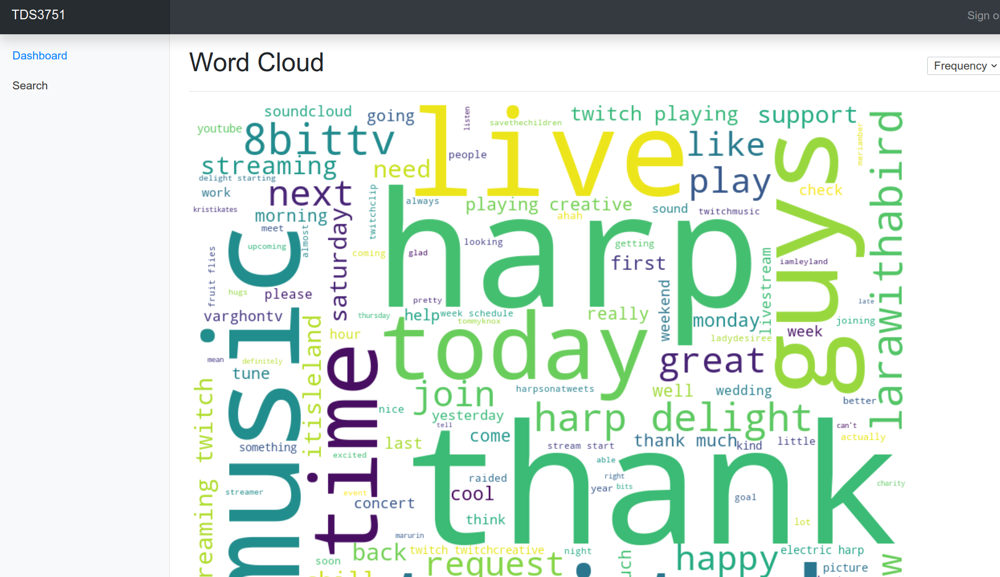 TDS3751
Sign o
Dashboard
Search
Word Cloud
Frequency
soundcloud
going
live
listen
savethechildren
twitch playing
support
youtube
8bittv
people
like
guys
meriamber
larawithabird
streaming
need
play
delight starting
work
next
twitchclip
always
playing creative
ahah
sound
twitchmusic
check
kristikates
morning
saturday
harp
meet
music
almost
upcoming
coming
glad
looking
getting
first
livestream
iamleyland
fruit flies
hugs
please
pretty
weekend
late
varghontv
thursday
help
week schedule
tommyknox
really
monday
week
joining
itisleland
hour
time
today
ladydesiree
great
mean
definitely
tune
join
harpsonatweets
well
wedding
better
reaming twitch
nice
yesterday
tell
harp delight
can't
something
last
come
stream start
thank much
kind
little
actually
excited
thank
able
streamer
event
raided
cool
right
year
bits
goal
charity
concert
think
lot
marurin
back
twitch twitchcreative
night
uch
happy
electric harp
w
soon
request
picture